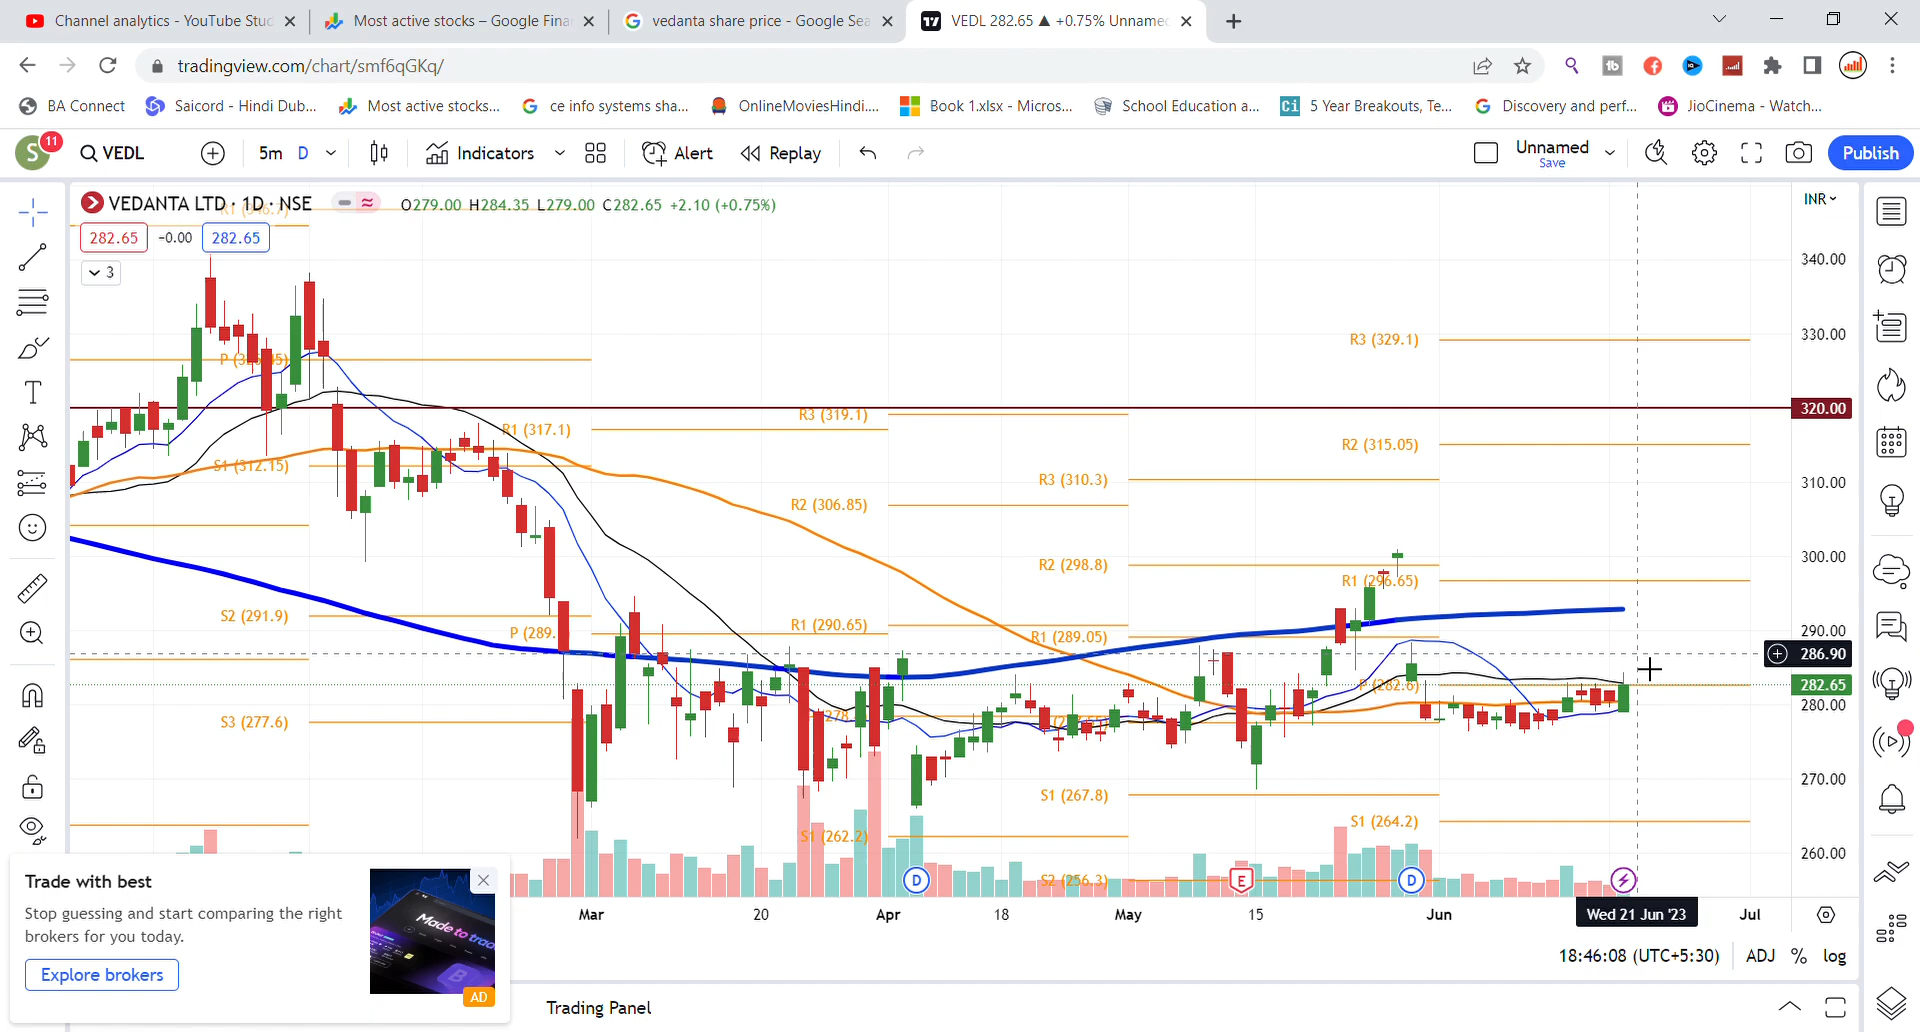 Channel analytics - YouTube Stud
Most active stocks – Google Fina
vedanta share price - Google Sea
VEDL 282.65 ▲ +0.75% Unnamed
tradingview.com/chart/smf6qGKq/
BA Connect
Saicord - Hindi Dub...
Most active stocks...
ce info systems sha...
OnlineMoviesHindi....
Book 1.xlsx - Micros...
School Education a...
5 Year Breakouts, Te...
Discovery and perf...
JioCinema - Watch...
S 11
VEDL
5m D
Indicators
Alert
Replay
Unnamed
Save
Publish
VEDANTA LTD · 1D · NSE
O279.00 H284.35 L279.00 C282.65 +2.10 (+0.75%)
INR
282.65 −0.00 282.65
3
340.00
R3 (329.1)
330.00
320.00
R3 (319.1)
R1 (317.1)
R2 (315.05)
S1 (312.15)
R3 (310.3)
310.00
R2 (306.85)
300.00
R2 (298.8)
R1 (296.65)
S2 (291.9)
R1 (290.65)
P (289.
R1 (289.05)
290.00
286.90
P (282.6)
282.65
280.00
S3 (277.6)
270.00
S1 (267.8)
S1 (264.2)
S1 (262.2)
260.00
S2 (256.3)
D
E
D
Mar
20
Apr
18
May
15
Jun
Wed 21 Jun '23
Jul
Trade with best
Stop guessing and start comparing the right
brokers for you today.
Explore brokers
Made to trad
AD
18:46:08 (UTC+5:30)
ADJ
%
log
Trading Panel